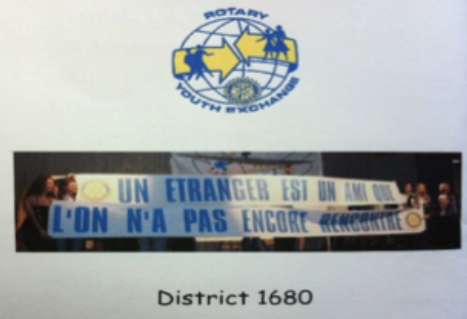 ROTARY
YOUTH EXCHANGE
UN ETRANGER EST UN AMI QUE
L'ON N'A PAS ENCORE RENCONTRE
District 1680